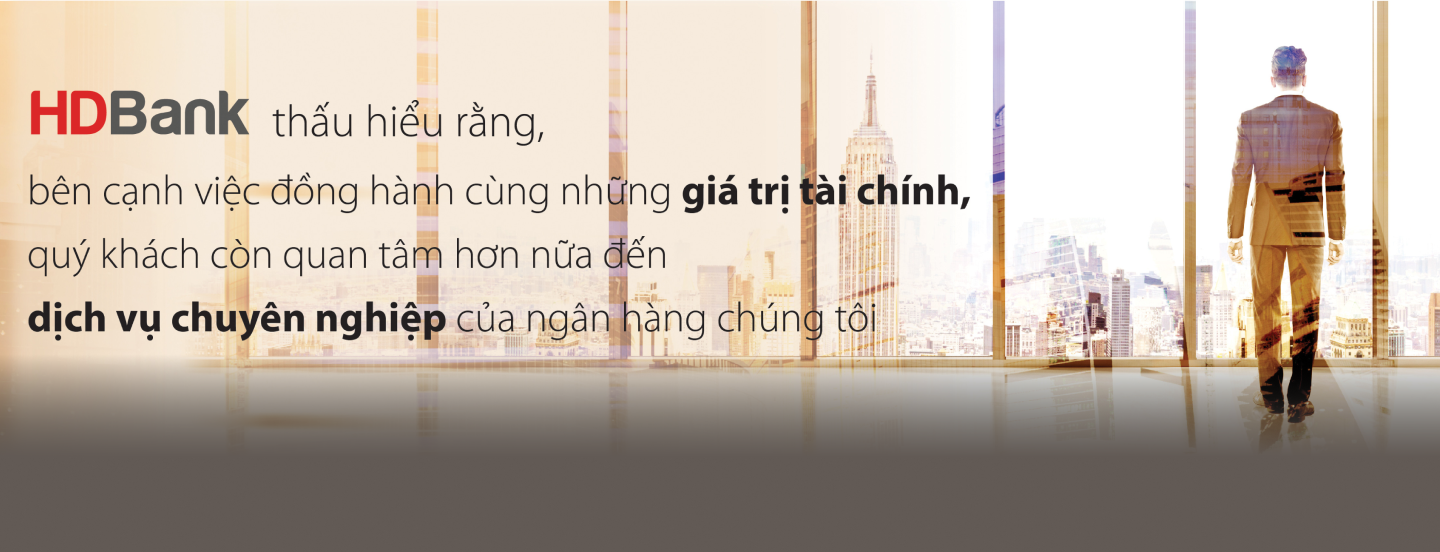 HDBank thấu hiểu rằng,
bên cạnh việc đồng hành cùng những giá trị tài chính,
quý khách còn quan tâm hơn nữa đến
dịch vụ chuyên nghiệp của ngân hàng chúng tôi